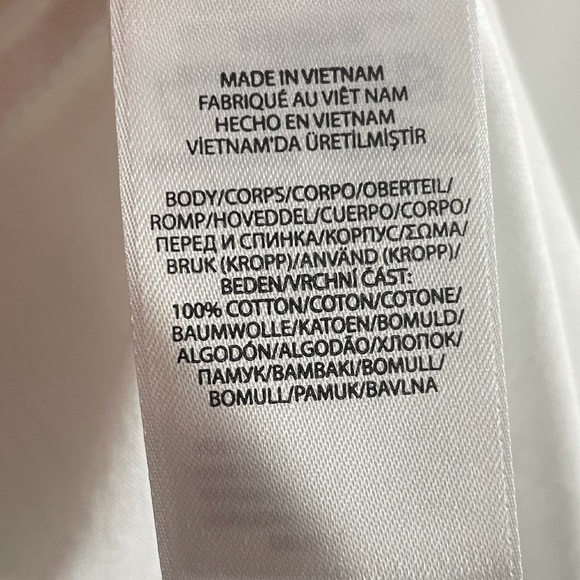 MADE IN VIETNAM
FABRIQUÉ AU VIÊT NAM
HECHO EN VIETNAM
VİETNAM'DA ÜRETİLMİŞTİR
BODY/CORPS/CORPO/OBERTEIL/
ROMP/HOVEDDEL/CUERPO/CORPO/
ПЕРЕД И СПИНКА/КОРПУС/ΣΩΜΑ/
BRUK (KROPP)/ANVÄND (KROPP)/
BEDEN/VRCHNÍ ČÁST:
100% COTTON/COTON/COTONE/
BAUMWOLLE/KATOEN/BOMULD/
ALGODÓN/ALGODÃO/ХЛОПОК/
ПАМУК/BAMBAKI/BOMULL/
BOMULL/PAMUK/BAVLNA